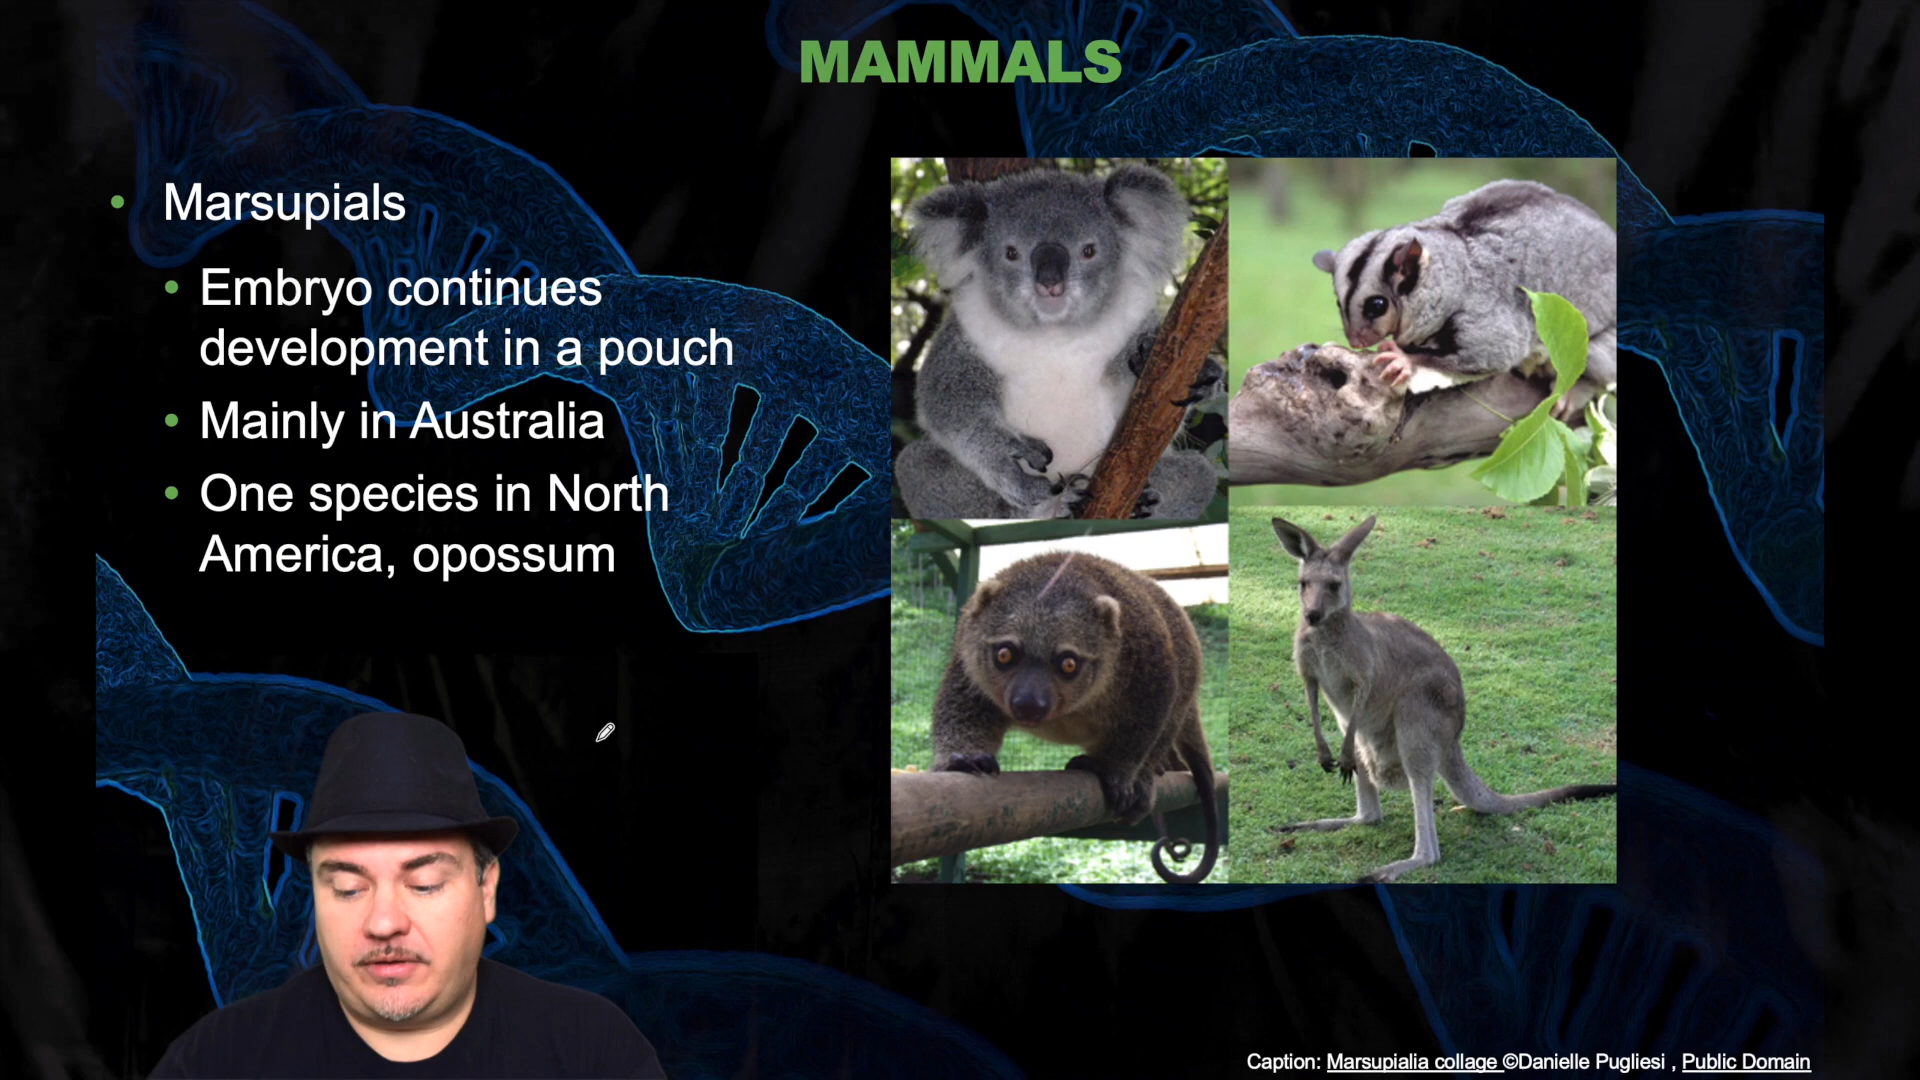 MAMMALS
• Marsupials
• Embryo continues
development in a pouch
• Mainly in Australia
• One species in North
America, opossum
Caption: Marsupialia collage ©Danielle Pugliesi , Public Domain